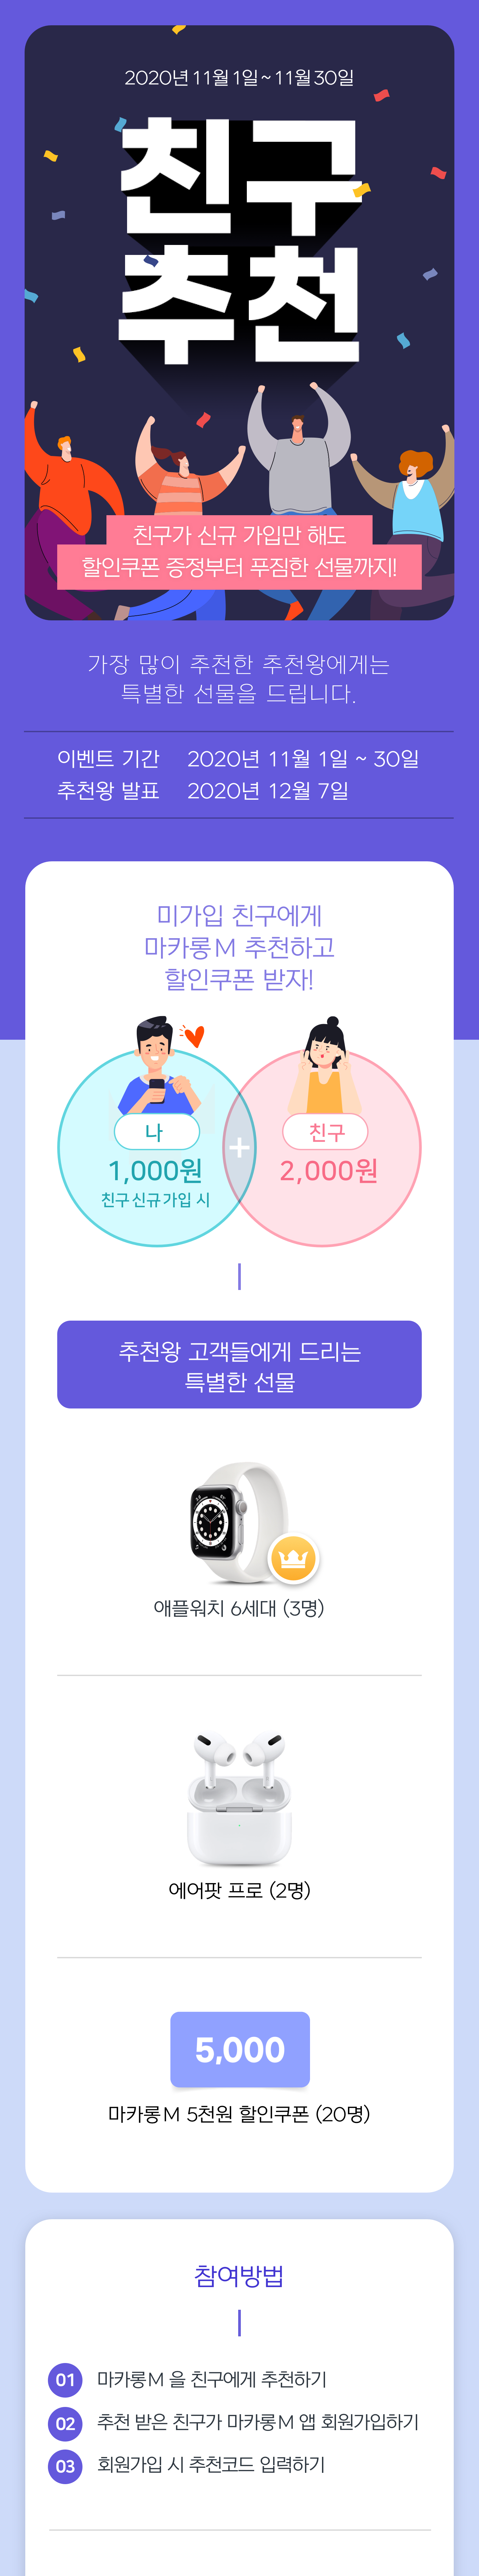 2020년 11월 1일 ~ 11월 30일
친구
추천
친구가 신규 가입만 해도
할인쿠폰 증정부터 푸짐한 선물까지!
가장 많이 추천한 추천왕에게는
특별한 선물을 드립니다.
이벤트 기간 2020년 11월 1일 ~ 30일
추천왕 발표 2020년 12월 7일
미가입 친구에게
마카롱M 추천하고
할인쿠폰 받자!
나
1,000원
친구 신규 가입 시
+
친구
2,000원
추천왕 고객들에게 드리는
특별한 선물
애플워치 6세대 (3명)
에어팟 프로 (2명)
5,000
마카롱M 5천원 할인쿠폰 (20명)
참여방법
01 마카롱M 을 친구에게 추천하기
02 추천 받은 친구가 마카롱M 앱 회원가입하기
03 회원가입 시 추천코드 입력하기